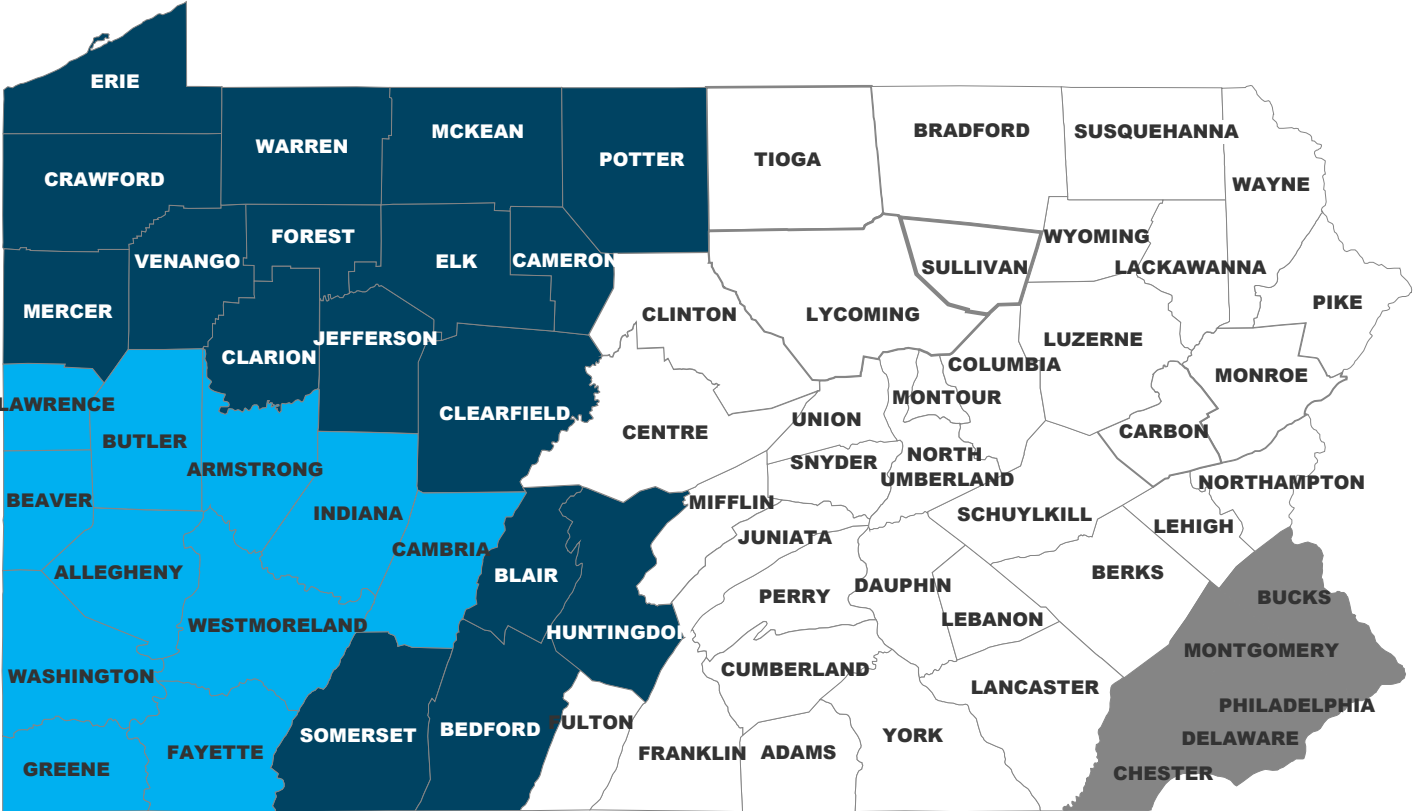 ERIE
WARREN
MCKEAN
POTTER
TIOGA
BRADFORD
SUSQUEHANNA
CRAWFORD
WAYNE
FOREST
VENANGO
ELK
CAMERON
SULLIVAN
WYOMING
LACKAWANNA
MERCER
CLARION
JEFFERSON
CLINTON
LYCOMING
LUZERNE
PIKE
COLUMBIA
MONROE
LAWRENCE
BUTLER
CLEARFIELD
CENTRE
UNION
MONTOUR
CARBON
ARMSTRONG
SNYDER
NORTH
UMBERLAND
NORTHAMPTON
BEAVER
INDIANA
MIFFLIN
SCHUYLKILL
LEHIGH
CAMBRIA
JUNIATA
ALLEGHENY
BLAIR
PERRY
DAUPHIN
BERKS
BUCKS
WESTMORELAND
HUNTINGDON
LEBANON
MONTGOMERY
WASHINGTON
CUMBERLAND
LANCASTER
PHILADELPHIA
SOMERSET
BEDFORD
FULTON
YORK
DELAWARE
GREENE
FAYETTE
FRANKLIN
ADAMS
CHESTER